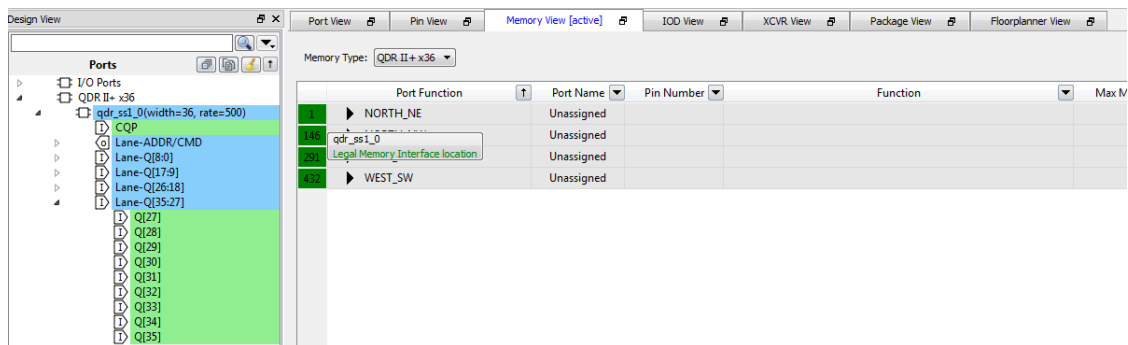 Design View
Ports
I/O Ports
QDR II+ x36
qdr_ss1_0(width=36, rate=500)
CQP
Lane-ADDR/CMD
Lane-Q[8:0]
Lane-Q[17:9]
Lane-Q[26:18]
Lane-Q[35:27]
Q[27]
Q[28]
Q[29]
Q[30]
Q[31]
Q[32]
Q[33]
Q[34]
Q[35]
Port View Pin View Memory View [active] IOD View XCVR View Package View Floorplanner View
Memory Type: QDR II+ x36
Port Function Port Name Pin Number Function Max M
1 NORTH_NE Unassigned
146 Unassigned
qdr_ss1_0
Legal Memory Interface location
291 Unassigned
432 WEST_SW Unassigned